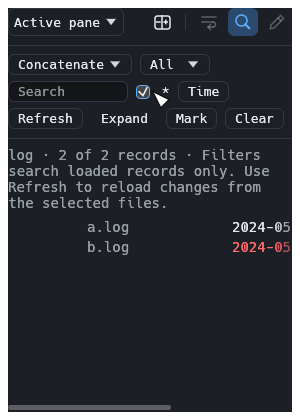 Active pane
Concatenate All
Search * Time
Refresh Expand Mark Clear
log · 2 of 2 records · Filters
search loaded records only. Use
Refresh to reload changes from
the selected files.
a.log 2024-05
b.log 2024-05